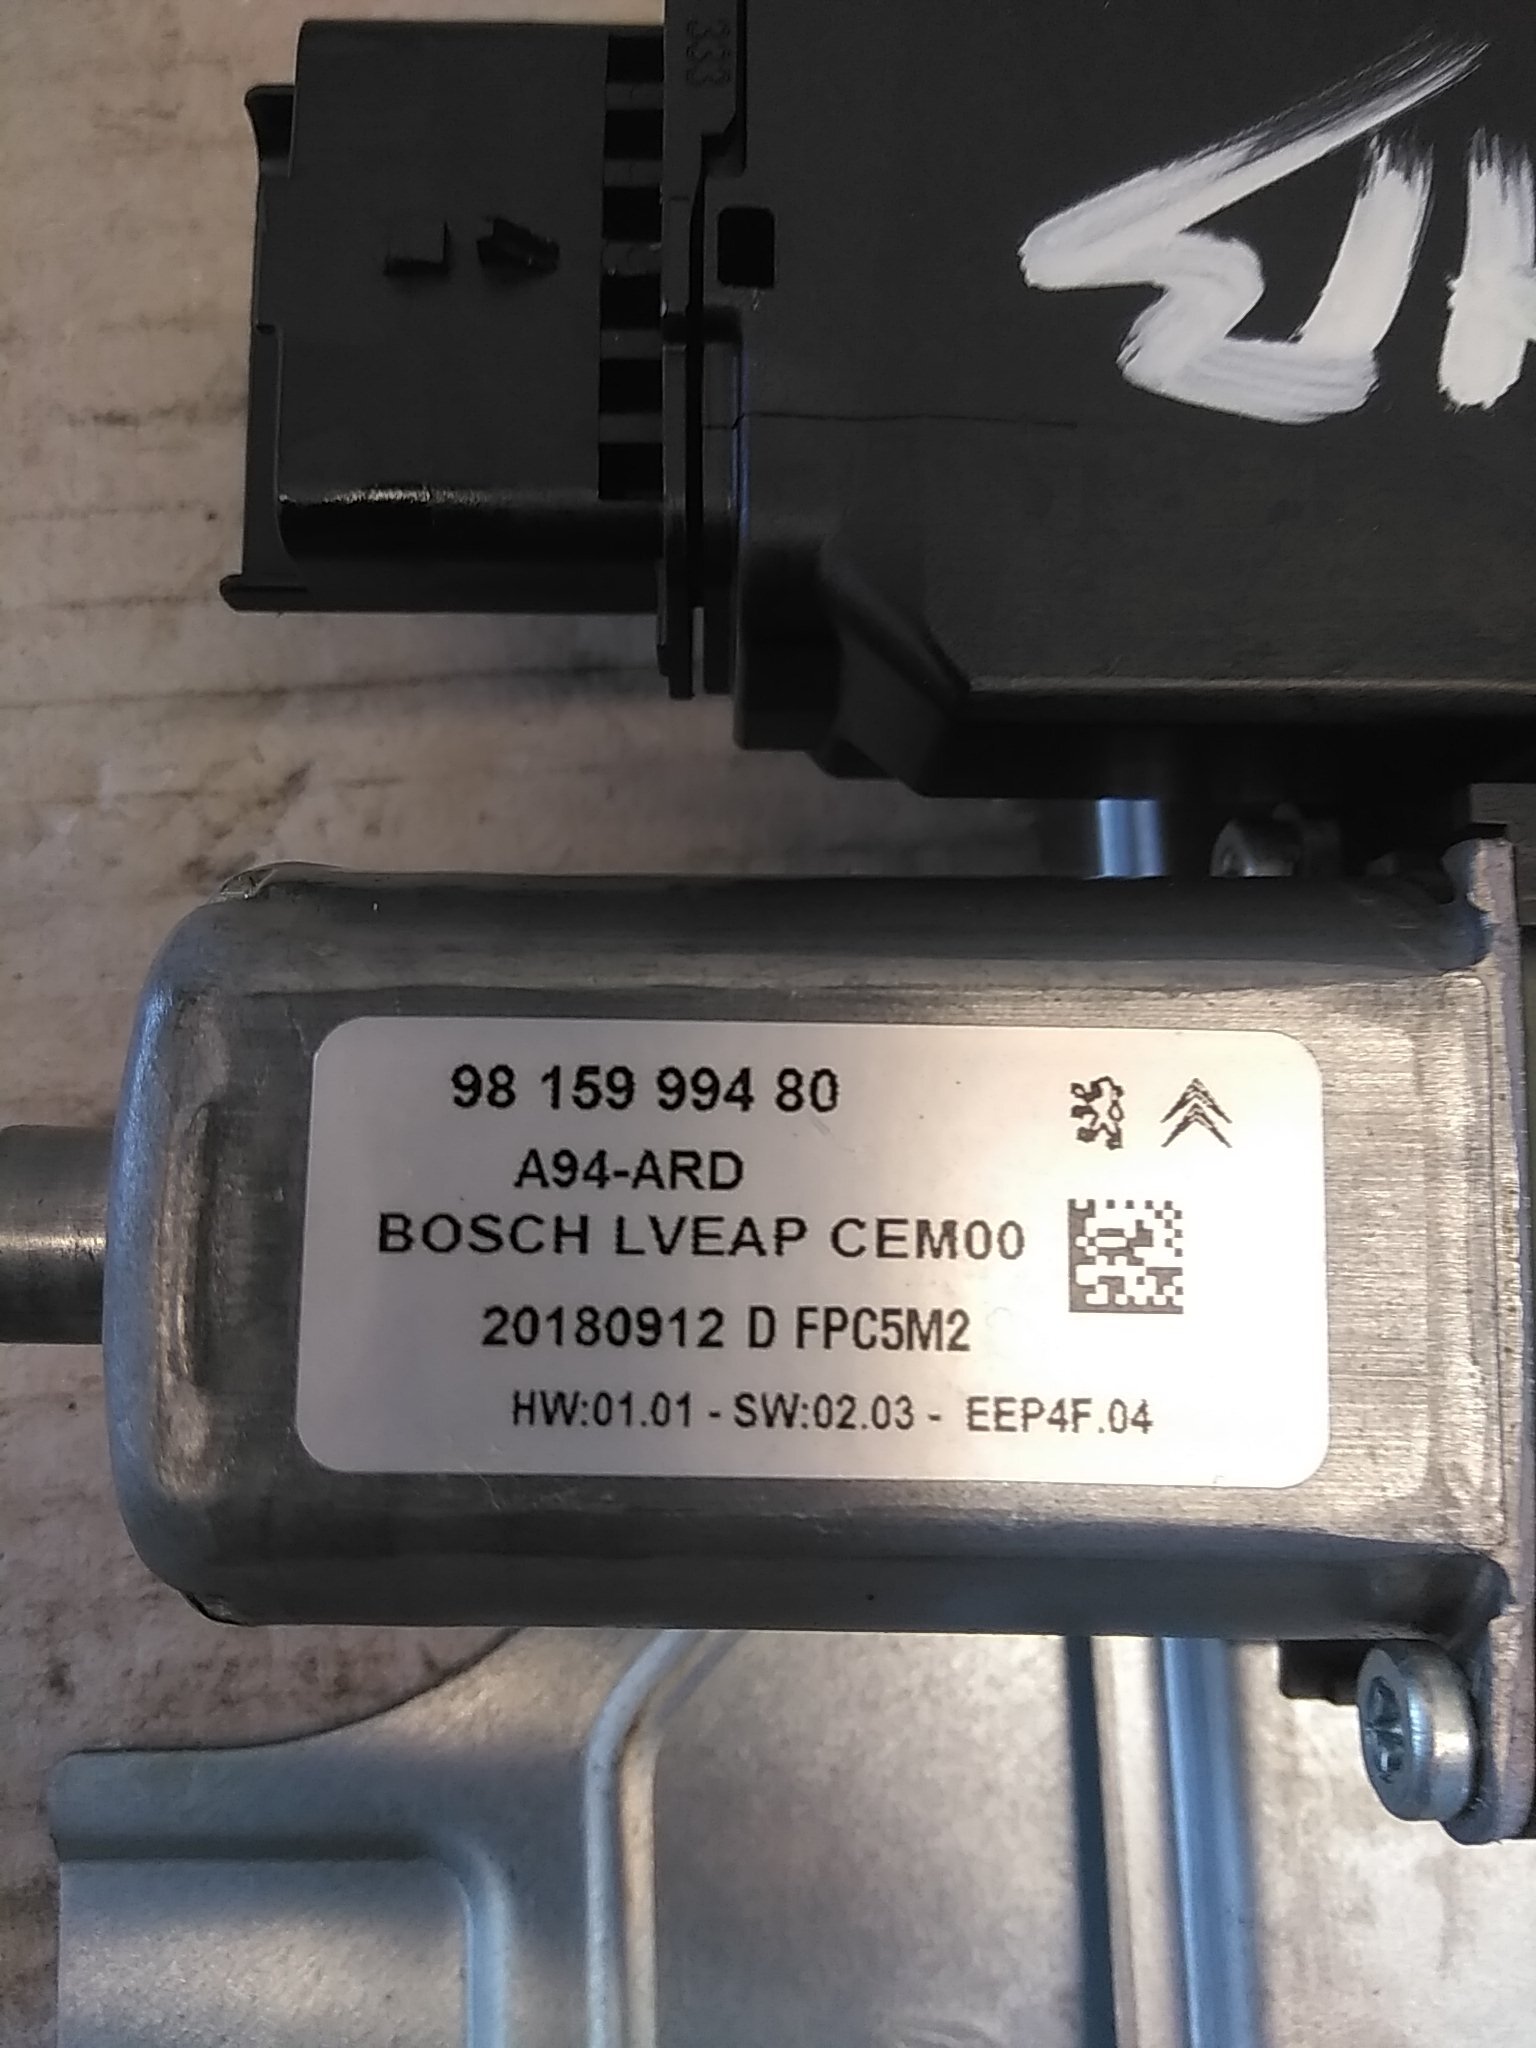 333
98 159 994 80
A94-ARD
BOSCH LVEAP CEM00
20180912 D FPC5M2
HW:01.01 - SW:02.03 - EEP4F.04